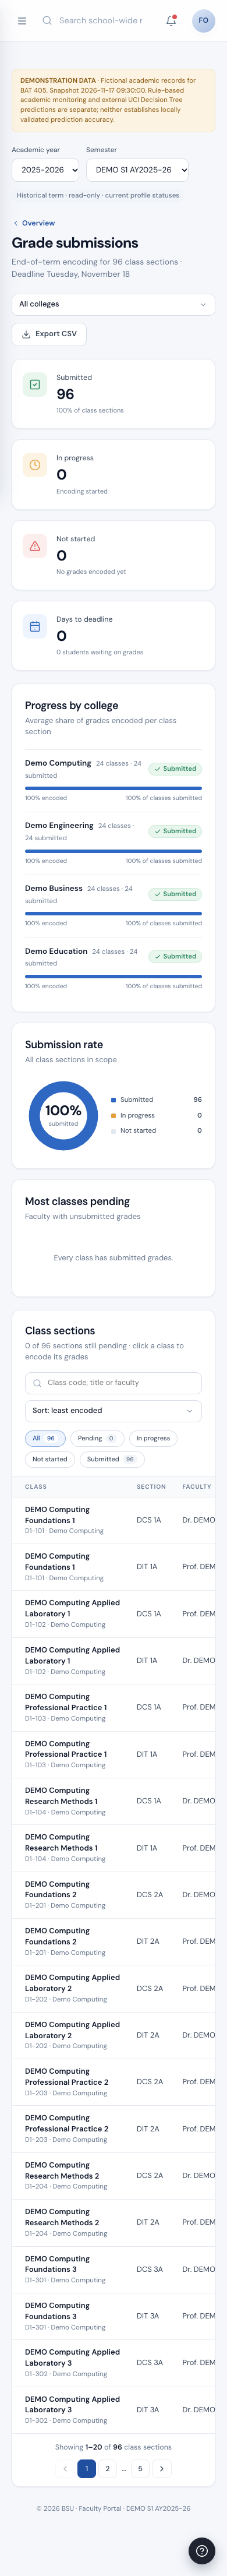 Search school-wide r
FO
DEMONSTRATION DATA · Fictional academic records for
BAT 405. Snapshot 2026-11-17 09:30:00. Rule-based
academic monitoring and external UCI Decision Tree
predictions are separate; neither establishes locally
validated prediction accuracy.
Academic year
Semester
2025-2026
DEMO S1 AY2025-26
Historical term · read-only · current profile statuses
Overview
Grade submissions
End-of-term encoding for 96 class sections ·
Deadline Tuesday, November 18
All colleges
Export CSV
Submitted
96
100% of class sections
In progress
0
Encoding started
Not started
0
No grades encoded yet
Days to deadline
0
0 students waiting on grades
Progress by college
Average share of grades encoded per class
section
Demo Computing 24 classes · 24
submitted
Submitted
100% encoded
100% of classes submitted
Demo Engineering 24 classes ·
24 submitted
Submitted
100% encoded
100% of classes submitted
Demo Business 24 classes · 24
submitted
Submitted
100% encoded
100% of classes submitted
Demo Education 24 classes · 24
submitted
Submitted
100% encoded
100% of classes submitted
Submission rate
All class sections in scope
100%
submitted
Submitted 96
In progress 0
Not started 0
Most classes pending
Faculty with unsubmitted grades
Every class has submitted grades.
Class sections
0 of 96 sections still pending · click a class to
encode its grades
Class code, title or faculty
Sort: least encoded
All 96
Pending 0
In progress
Not started
Submitted 96
CLASS SECTION FACULTY
DEMO Computing
Foundations 1
D1-101 · Demo Computing
DCS 1A
Dr. DEMO
DEMO Computing
Foundations 1
D1-101 · Demo Computing
DIT 1A
Prof. DEM
DEMO Computing Applied
Laboratory 1
D1-102 · Demo Computing
DCS 1A
Prof. DEM
DEMO Computing Applied
Laboratory 1
D1-102 · Demo Computing
DIT 1A
Dr. DEMO
DEMO Computing
Professional Practice 1
D1-103 · Demo Computing
DCS 1A
Prof. DEM
DEMO Computing
Professional Practice 1
D1-103 · Demo Computing
DIT 1A
Prof. DEM
DEMO Computing
Research Methods 1
D1-104 · Demo Computing
DCS 1A
Dr. DEMO
DEMO Computing
Research Methods 1
D1-104 · Demo Computing
DIT 1A
Prof. DEM
DEMO Computing
Foundations 2
D1-201 · Demo Computing
DCS 2A
Dr. DEMO
DEMO Computing
Foundations 2
D1-201 · Demo Computing
DIT 2A
Prof. DEM
DEMO Computing Applied
Laboratory 2
D1-202 · Demo Computing
DCS 2A
Prof. DEM
DEMO Computing Applied
Laboratory 2
D1-202 · Demo Computing
DIT 2A
Dr. DEMO
DEMO Computing
Professional Practice 2
D1-203 · Demo Computing
DCS 2A
Prof. DEM
DEMO Computing
Professional Practice 2
D1-203 · Demo Computing
DIT 2A
Prof. DEM
DEMO Computing
Research Methods 2
D1-204 · Demo Computing
DCS 2A
Dr. DEMO
DEMO Computing
Research Methods 2
D1-204 · Demo Computing
DIT 2A
Prof. DEM
DEMO Computing
Foundations 3
D1-301 · Demo Computing
DCS 3A
Dr. DEMO
DEMO Computing
Foundations 3
D1-301 · Demo Computing
DIT 3A
Prof. DEM
DEMO Computing Applied
Laboratory 3
D1-302 · Demo Computing
DCS 3A
Prof. DEM
DEMO Computing Applied
Laboratory 3
D1-302 · Demo Computing
DIT 3A
Dr. DEMO
Showing 1–20 of 96 class sections
1 2 … 5
© 2026 BSU · Faculty Portal · DEMO S1 AY2025-26